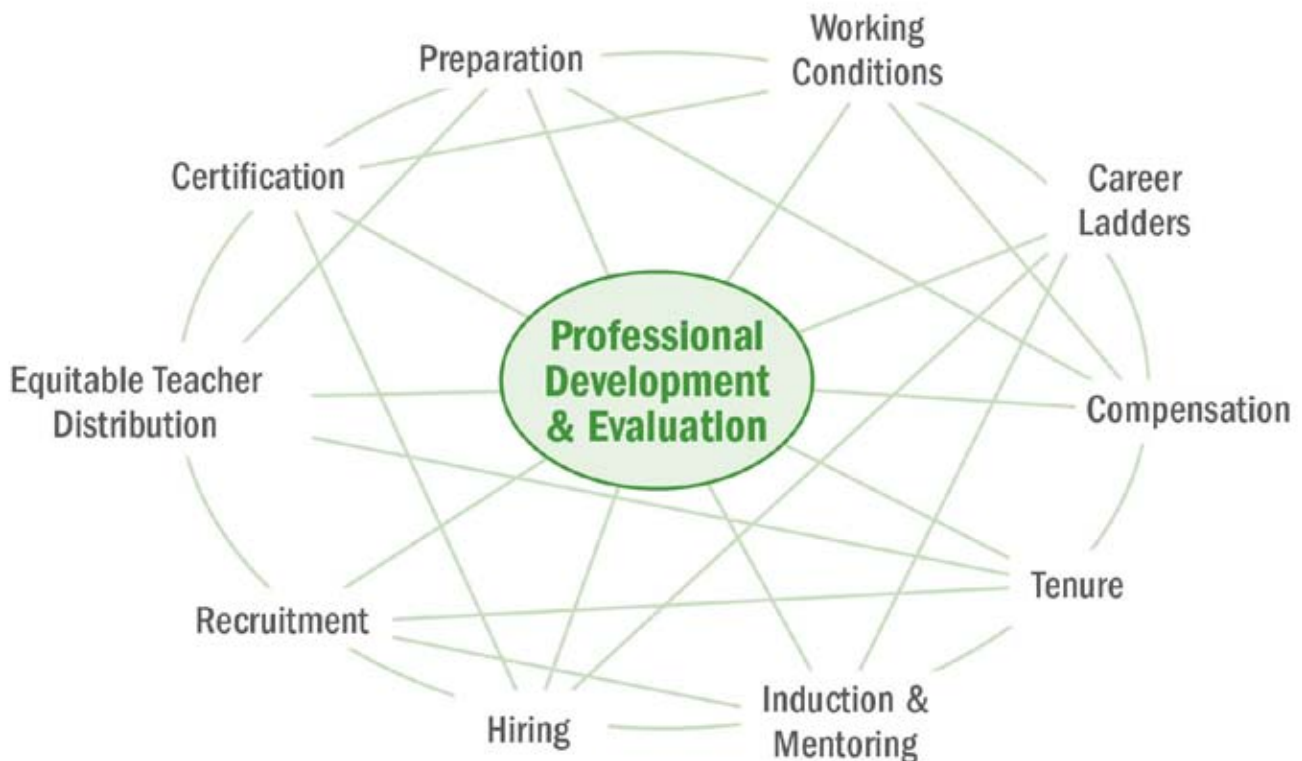 Working
Conditions
Preparation
Career
Ladders
Certification
Professional
Development
& Evaluation
Equitable Teacher
Distribution
Compensation
Tenure
Recruitment
Induction &
Mentoring
Hiring